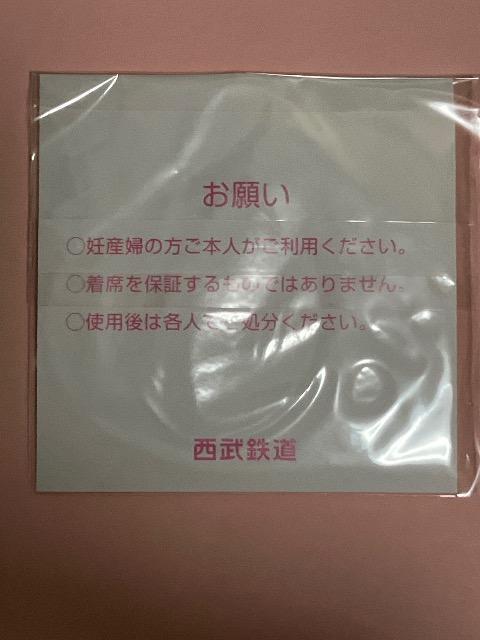 お願い
○妊産婦の方ご本人がご利用ください。
○着席を保証するものではありません。
○使用後は各人でご処分ください。
西武鉄道